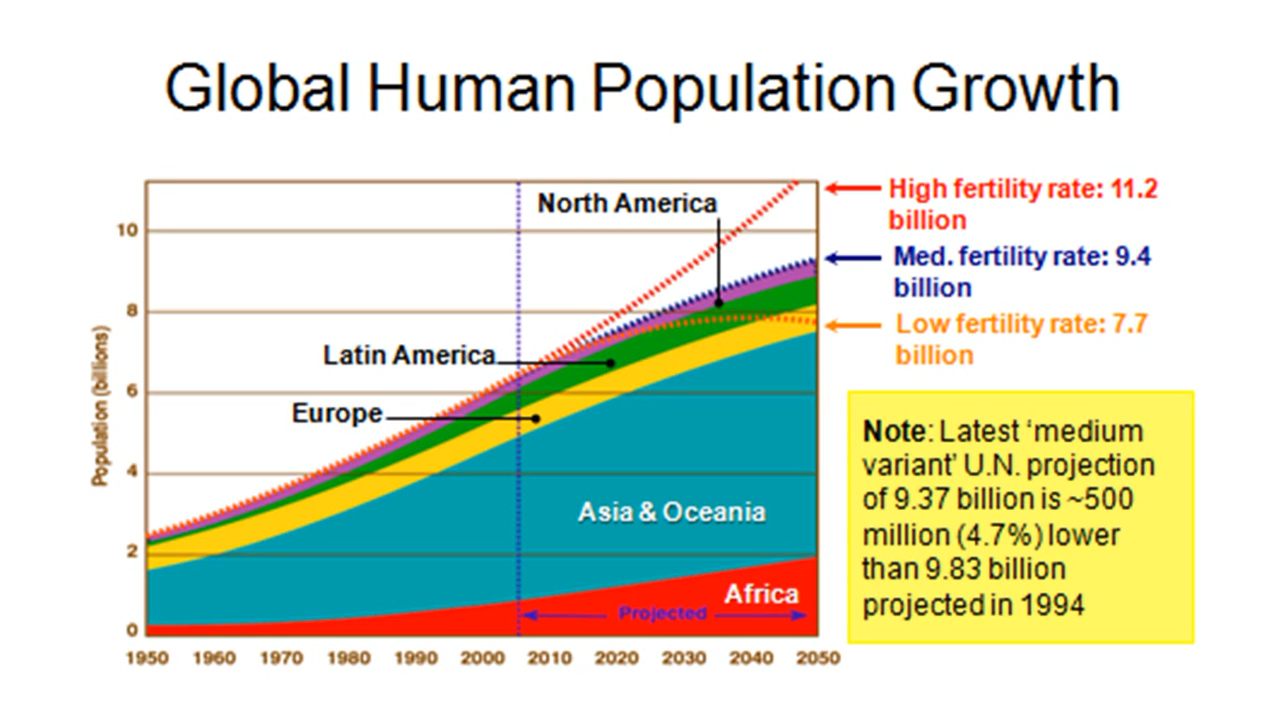 Global Human Population Growth
North America
High fertility rate: 11.2
billion
Med. fertility rate: 9.4
billion
Low fertility rate: 7.7
billion
Latin America
Europe
Asia & Oceania
Africa
Projected
Population (billions)
10
8
6
4
2
0
1950 1960 1970 1980 1990 2000 2010 2020 2030 2040 2050
Note: Latest ‘medium
variant’ U.N. projection
of 9.37 billion is ~500
million (4.7%) lower
than 9.83 billion
projected in 1994